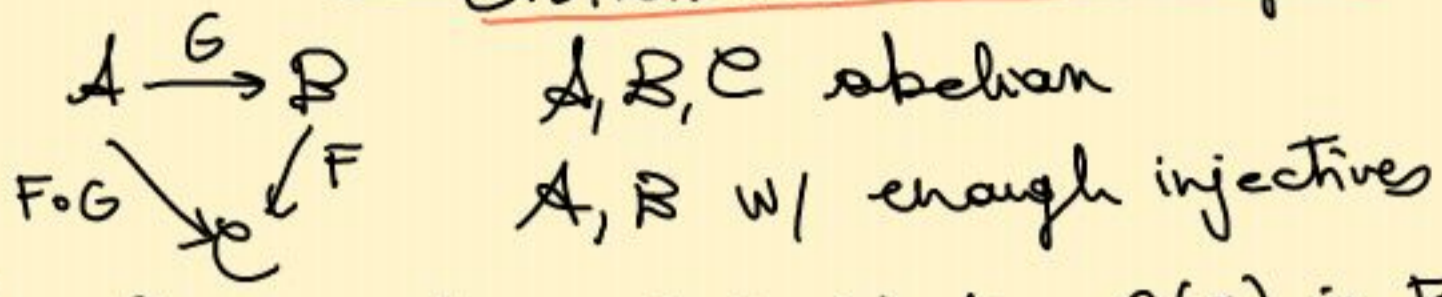 A G B A, B, C abelian
F∘G F A, B w/ enough injectives
C